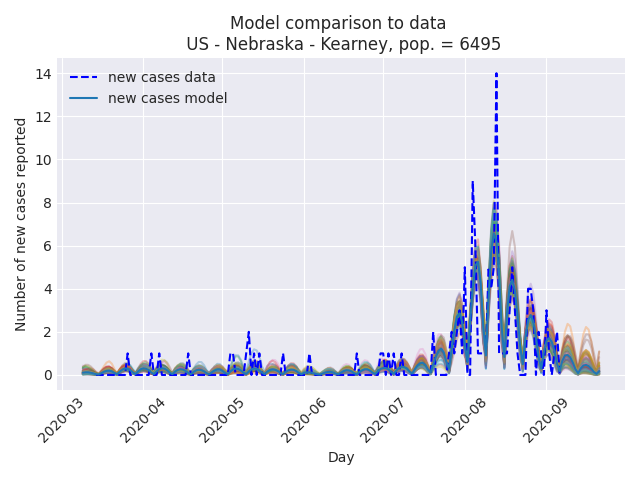 Model comparison to data
US - Nebraska - Kearney, pop. = 6495
new cases data
new cases model
Number of new cases reported
14
12
10
8
6
4
2
0
2020-03
2020-04
2020-05
2020-06
2020-07
2020-08
2020-09
Day